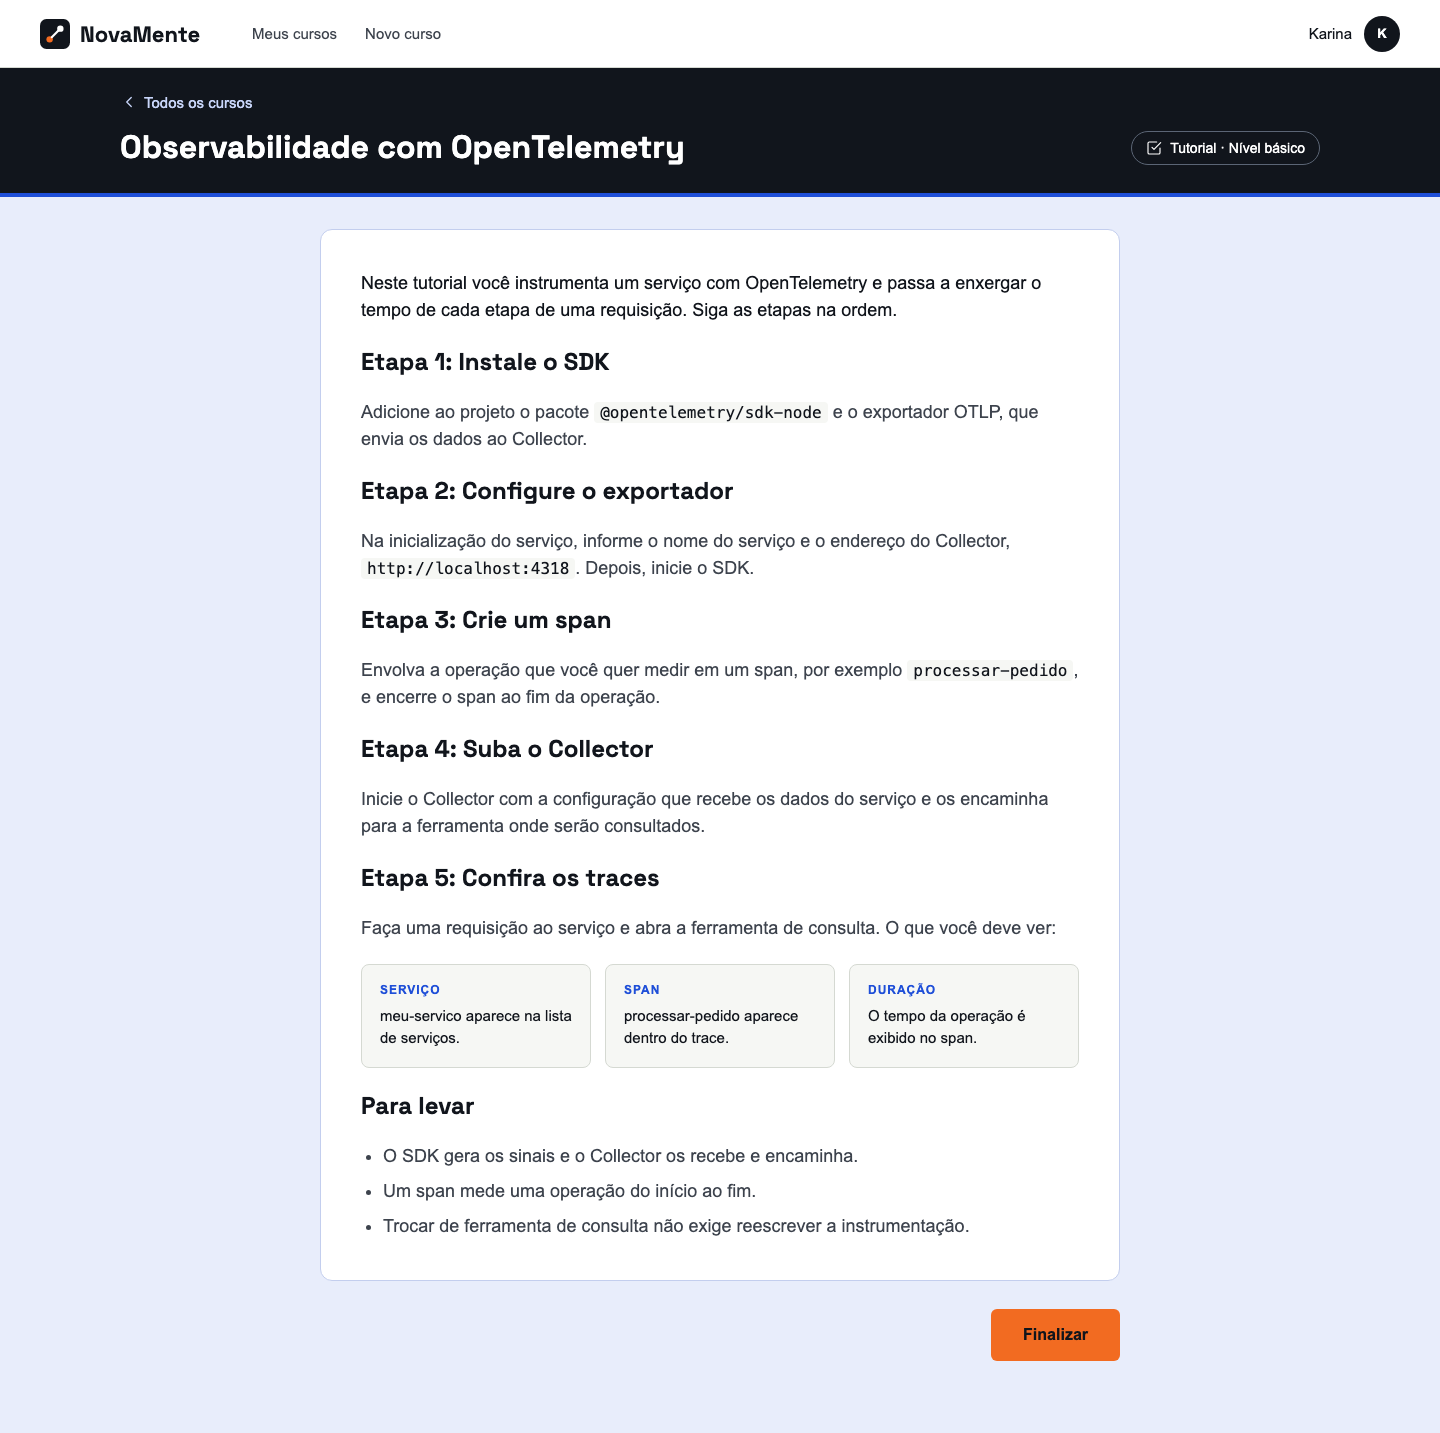 NovaMente
Meus cursos
Novo curso
Karina
K
Todos os cursos
Observabilidade com OpenTelemetry
Tutorial · Nível básico
Neste tutorial você instrumenta um serviço com OpenTelemetry e passa a enxergar o
tempo de cada etapa de uma requisição. Siga as etapas na ordem.
Etapa 1: Instale o SDK
Adicione ao projeto o pacote @opentelemetry/sdk-node e o exportador OTLP, que
envia os dados ao Collector.
Etapa 2: Configure o exportador
Na inicialização do serviço, informe o nome do serviço e o endereço do Collector,
http://localhost:4318. Depois, inicie o SDK.
Etapa 3: Crie um span
Envolva a operação que você quer medir em um span, por exemplo processar-pedido,
e encerre o span ao fim da operação.
Etapa 4: Suba o Collector
Inicie o Collector com a configuração que recebe os dados do serviço e os encaminha
para a ferramenta onde serão consultados.
Etapa 5: Confira os traces
Faça uma requisição ao serviço e abra a ferramenta de consulta. O que você deve ver:
SERVIÇO
meu-servico aparece na lista
de serviços.
SPAN
processar-pedido aparece
dentro do trace.
DURAÇÃO
O tempo da operação é
exibido no span.
Para levar
• O SDK gera os sinais e o Collector os recebe e encaminha.
• Um span mede uma operação do início ao fim.
• Trocar de ferramenta de consulta não exige reescrever a instrumentação.
Finalizar